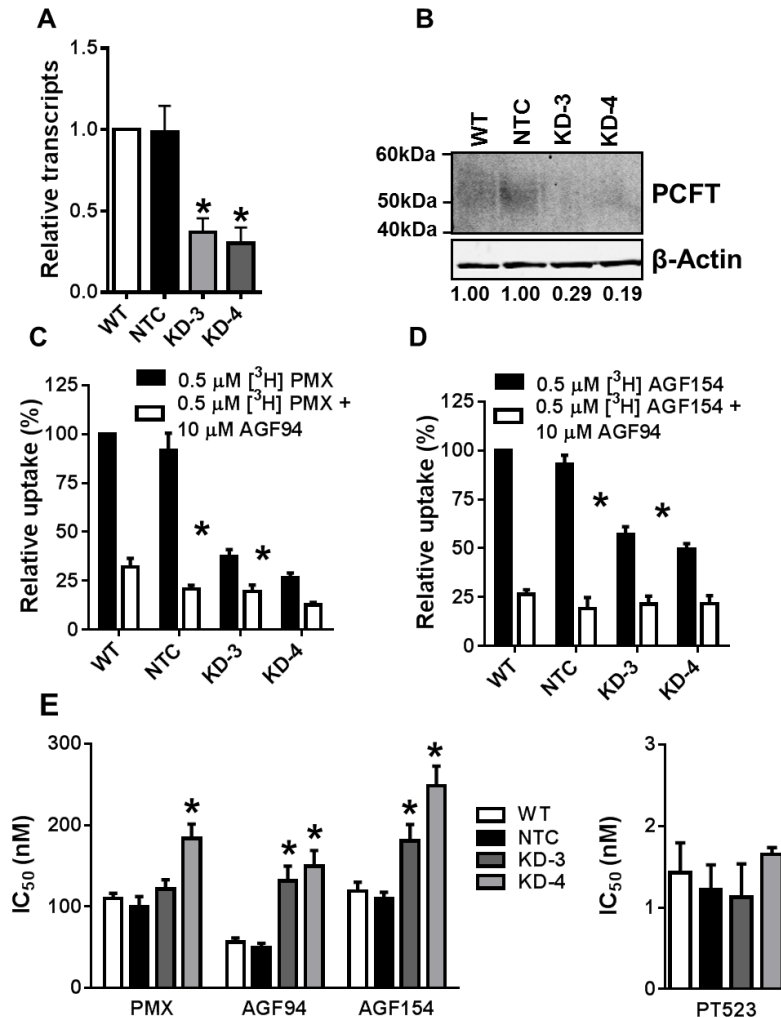 A
Relative transcripts
1.5
1.0
0.5
0.0
* *
WT NTC KD-3 KD-4
B
WT NTC KD-3 KD-4
60kDa
50kDa
40kDa
PCFT
β-Actin
1.00 1.00 0.29 0.19
C
0.5 μM [³H] PMX
0.5 μM [³H] PMX +
10 μM AGF94
Relative uptake (%)
125
100
75
50
25
0
* *
WT NTC KD-3 KD-4
D
0.5 μM [³H] AGF154
0.5 μM [³H] AGF154 +
10 μM AGF94
Relative uptake (%)
125
100
75
50
25
0
* *
WT NTC KD-3 KD-4
E
IC₅₀ (nM)
300
200
100
0
* * * * *
PMX AGF94 AGF154
WT
NTC
KD-3
KD-4
IC₅₀ (nM)
3
2
1
0
PT523